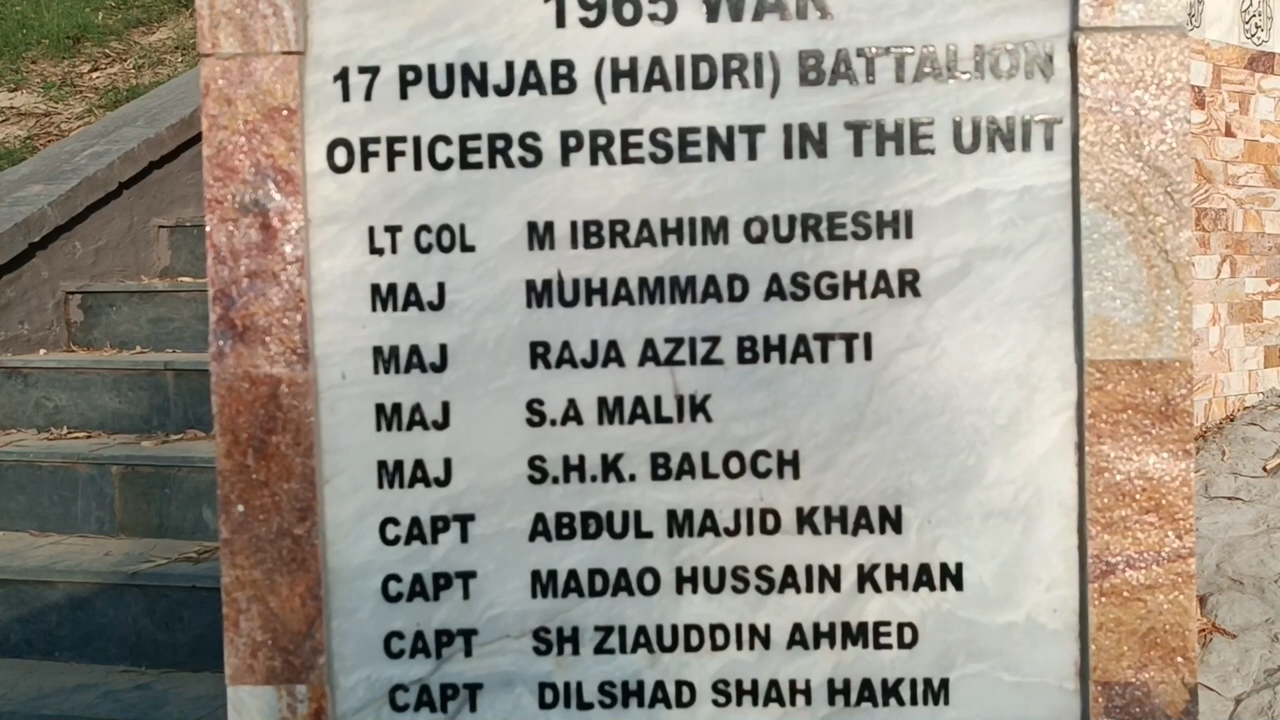 1965 WAR
17 PUNJAB (HAIDRI) BATTALION
OFFICERS PRESENT IN THE UNIT
LT COL M IBRAHIM QURESHI
MAJ MUHAMMAD ASGHAR
MAJ RAJA AZIZ BHATTI
MAJ S.A MALIK
MAJ S.H.K. BALOCH
CAPT ABDUL MAJID KHAN
CAPT MADAO HUSSAIN KHAN
CAPT SH ZIAUDDIN AHMED
CAPT DILSHAD SHAH HAKIM